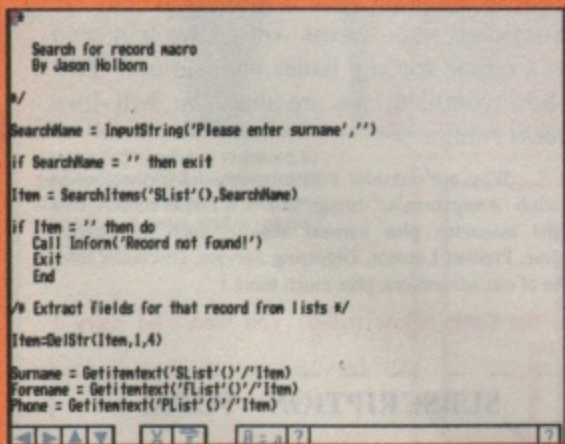 /*
Search for record macro
By Jason Holborn
*/
SearchName = InputString('Please enter surname','')
if SearchName = '' then exit
Item = SearchItems('SList'(),SearchName)
if Item = '' then do
Call Inform('Record not found!')
Exit
End
/* Extract fields for that record from lists */
Item=DelStr(Item,1,4)
Surname = Getitemtext('SList'()'/'Item)
Forename = Getitemtext('FList'()'/'Item)
Phone = Getitemtext('PList'()'/'Item)
? ?